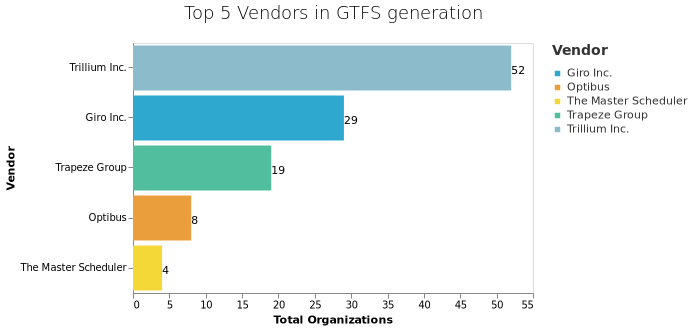 Top 5 Vendors in GTFS generation
Vendor
Trillium Inc.
Giro Inc.
Trapeze Group
Optibus
The Master Scheduler
52
29
19
8
4
0 5 10 15 20 25 30 35 40 45 50 55
Total Organizations
Vendor
Giro Inc.
Optibus
The Master Scheduler
Trapeze Group
Trillium Inc.